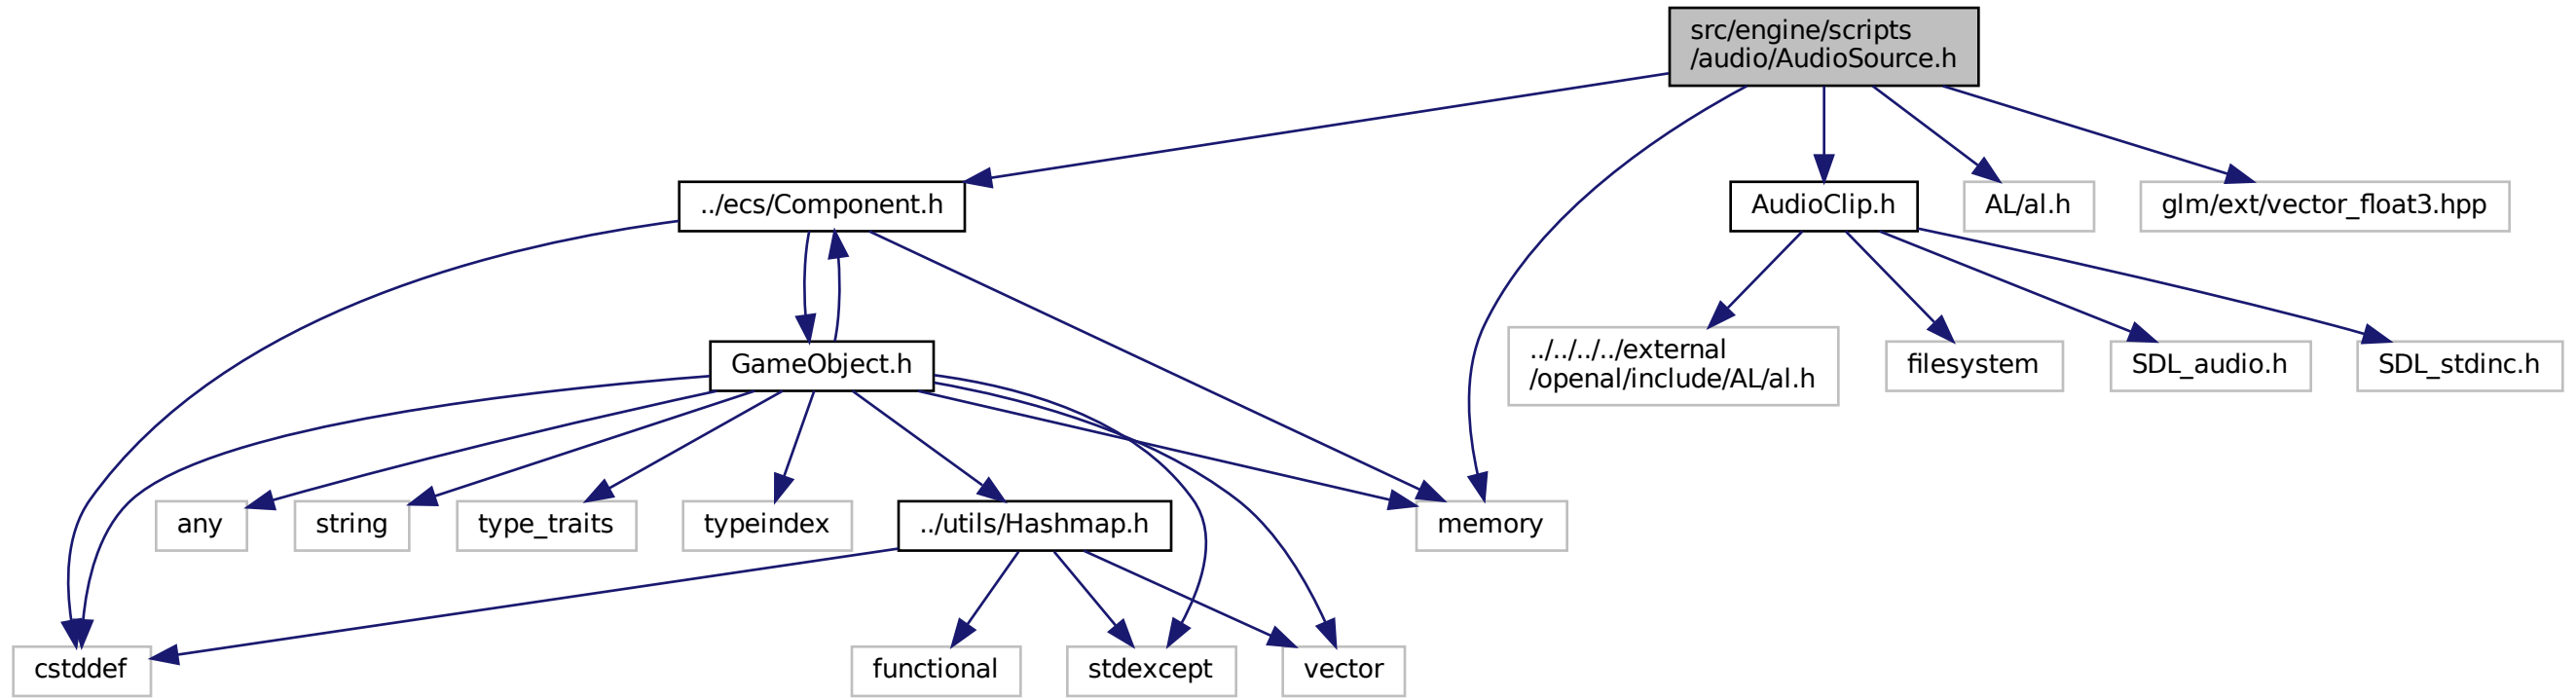 src/engine/scripts
/audio/AudioSource.h
../ecs/Component.h
AudioClip.h
AL/al.h
glm/ext/vector_float3.hpp
GameObject.h
../../../../external
/openal/include/AL/al.h
filesystem
SDL_audio.h
SDL_stdinc.h
any
string
type_traits
typeindex
../utils/Hashmap.h
memory
cstddef
functional
stdexcept
vector